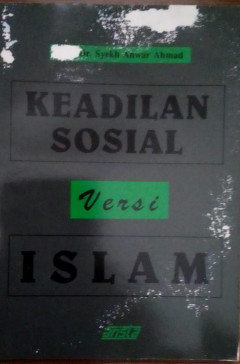 Dr. Syekh Anwar Ahmad
KEADILAN
SOSIAL
Versi
ISLAM